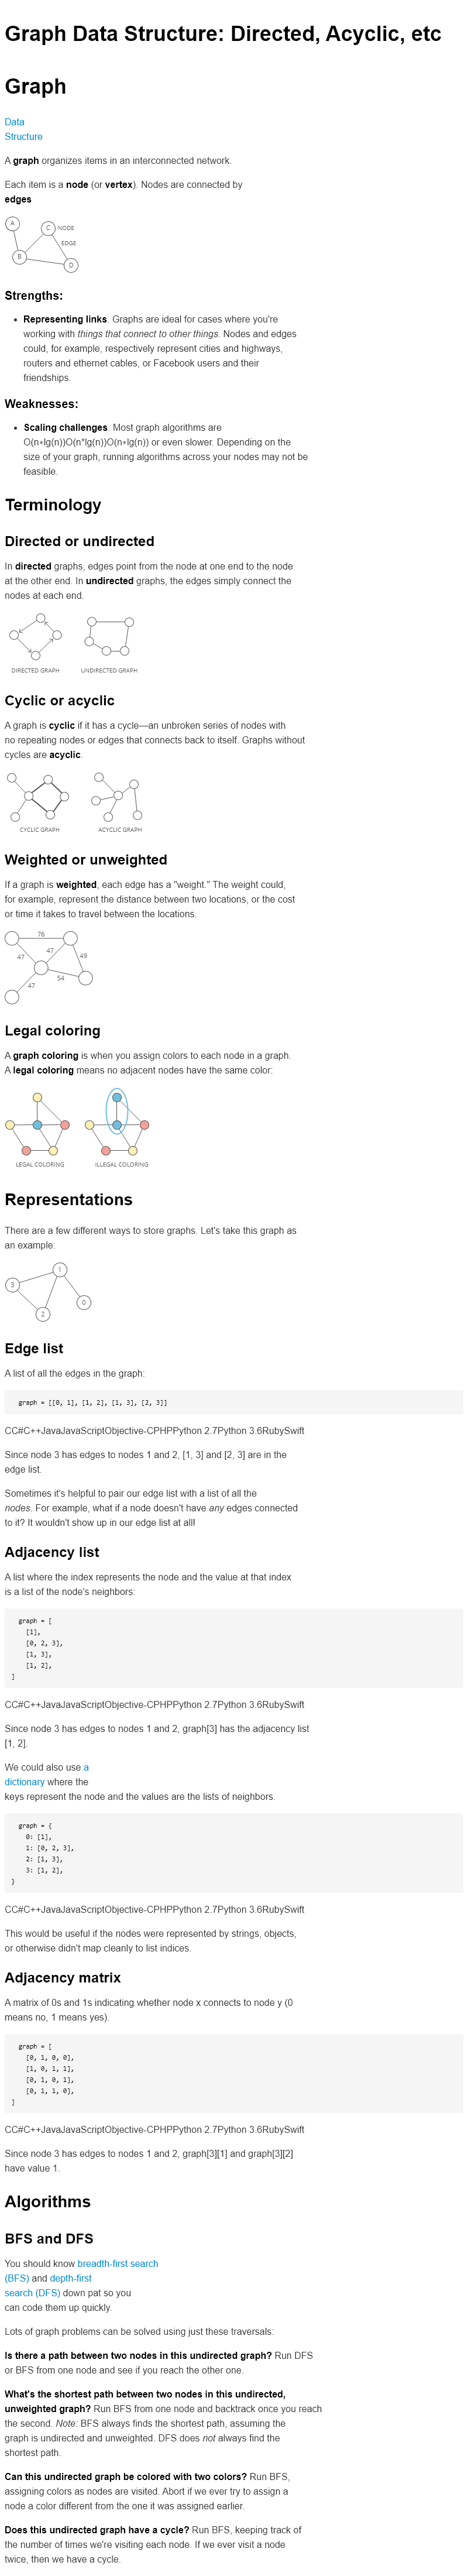 Graph Data Structure: Directed, Acyclic, etc
Graph
Data
Structure
A graph organizes items in an interconnected network.
Each item is a node (or vertex). Nodes are connected by
edges
A
C NODE
EDGE
B
D
Strengths:
• Representing links. Graphs are ideal for cases where you're
working with things that connect to other things. Nodes and edges
could, for example, respectively represent cities and highways,
routers and ethernet cables, or Facebook users and their
friendships.
Weaknesses:
• Scaling challenges. Most graph algorithms are
O(n∗lg(n))O(n*lg(n))O(n∗lg(n)) or even slower. Depending on the
size of your graph, running algorithms across your nodes may not be
feasible.
Terminology
Directed or undirected
In directed graphs, edges point from the node at one end to the node
at the other end. In undirected graphs, the edges simply connect the
nodes at each end.
DIRECTED GRAPH UNDIRECTED GRAPH
Cyclic or acyclic
A graph is cyclic if it has a cycle—an unbroken series of nodes with
no repeating nodes or edges that connects back to itself. Graphs without
cycles are acyclic.
CYCLIC GRAPH ACYCLIC GRAPH
Weighted or unweighted
If a graph is weighted, each edge has a "weight." The weight could,
for example, represent the distance between two locations, or the cost
or time it takes to travel between the locations.
76
47
47
49
54
47
Legal coloring
A graph coloring is when you assign colors to each node in a graph.
A legal coloring means no adjacent nodes have the same color:
LEGAL COLORING ILLEGAL COLORING
Representations
There are a few different ways to store graphs. Let's take this graph as
an example:
1
3
0
2
Edge list
A list of all the edges in the graph:
graph = [[0, 1], [1, 2], [1, 3], [2, 3]]
CC#C++JavaJavaScriptObjective-CPHPPython 2.7Python 3.6RubySwift
Since node 3 has edges to nodes 1 and 2, [1, 3] and [2, 3] are in the
edge list.
Sometimes it's helpful to pair our edge list with a list of all the
nodes. For example, what if a node doesn't have any edges connected
to it? It wouldn't show up in our edge list at all!
Adjacency list
A list where the index represents the node and the value at that index
is a list of the node's neighbors:
graph = [
[1],
[0, 2, 3],
[1, 3],
[1, 2],
]
CC#C++JavaJavaScriptObjective-CPHPPython 2.7Python 3.6RubySwift
Since node 3 has edges to nodes 1 and 2, graph[3] has the adjacency list
[1, 2].
We could also use a
dictionary where the
keys represent the node and the values are the lists of neighbors.
graph = {
0: [1],
1: [0, 2, 3],
2: [1, 3],
3: [1, 2],
}
CC#C++JavaJavaScriptObjective-CPHPPython 2.7Python 3.6RubySwift
This would be useful if the nodes were represented by strings, objects,
or otherwise didn't map cleanly to list indices.
Adjacency matrix
A matrix of 0s and 1s indicating whether node x connects to node y (0
means no, 1 means yes).
graph = [
[0, 1, 0, 0],
[1, 0, 1, 1],
[0, 1, 0, 1],
[0, 1, 1, 0],
]
CC#C++JavaJavaScriptObjective-CPHPPython 2.7Python 3.6RubySwift
Since node 3 has edges to nodes 1 and 2, graph[3][1] and graph[3][2]
have value 1.
Algorithms
BFS and DFS
You should know breadth-first search
(BFS) and depth-first
search (DFS) down pat so you
can code them up quickly.
Lots of graph problems can be solved using just these traversals:
Is there a path between two nodes in this undirected graph? Run DFS
or BFS from one node and see if you reach the other one.
What's the shortest path between two nodes in this undirected,
unweighted graph? Run BFS from one node and backtrack once you reach
the second. Note: BFS always finds the shortest path, assuming the
graph is undirected and unweighted. DFS does not always find the
shortest path.
Can this undirected graph be colored with two colors? Run BFS,
assigning colors as nodes are visited. Abort if we ever try to assign a
node a color different from the one it was assigned earlier.
Does this undirected graph have a cycle? Run BFS, keeping track of
the number of times we're visiting each node. If we ever visit a node
twice, then we have a cycle.